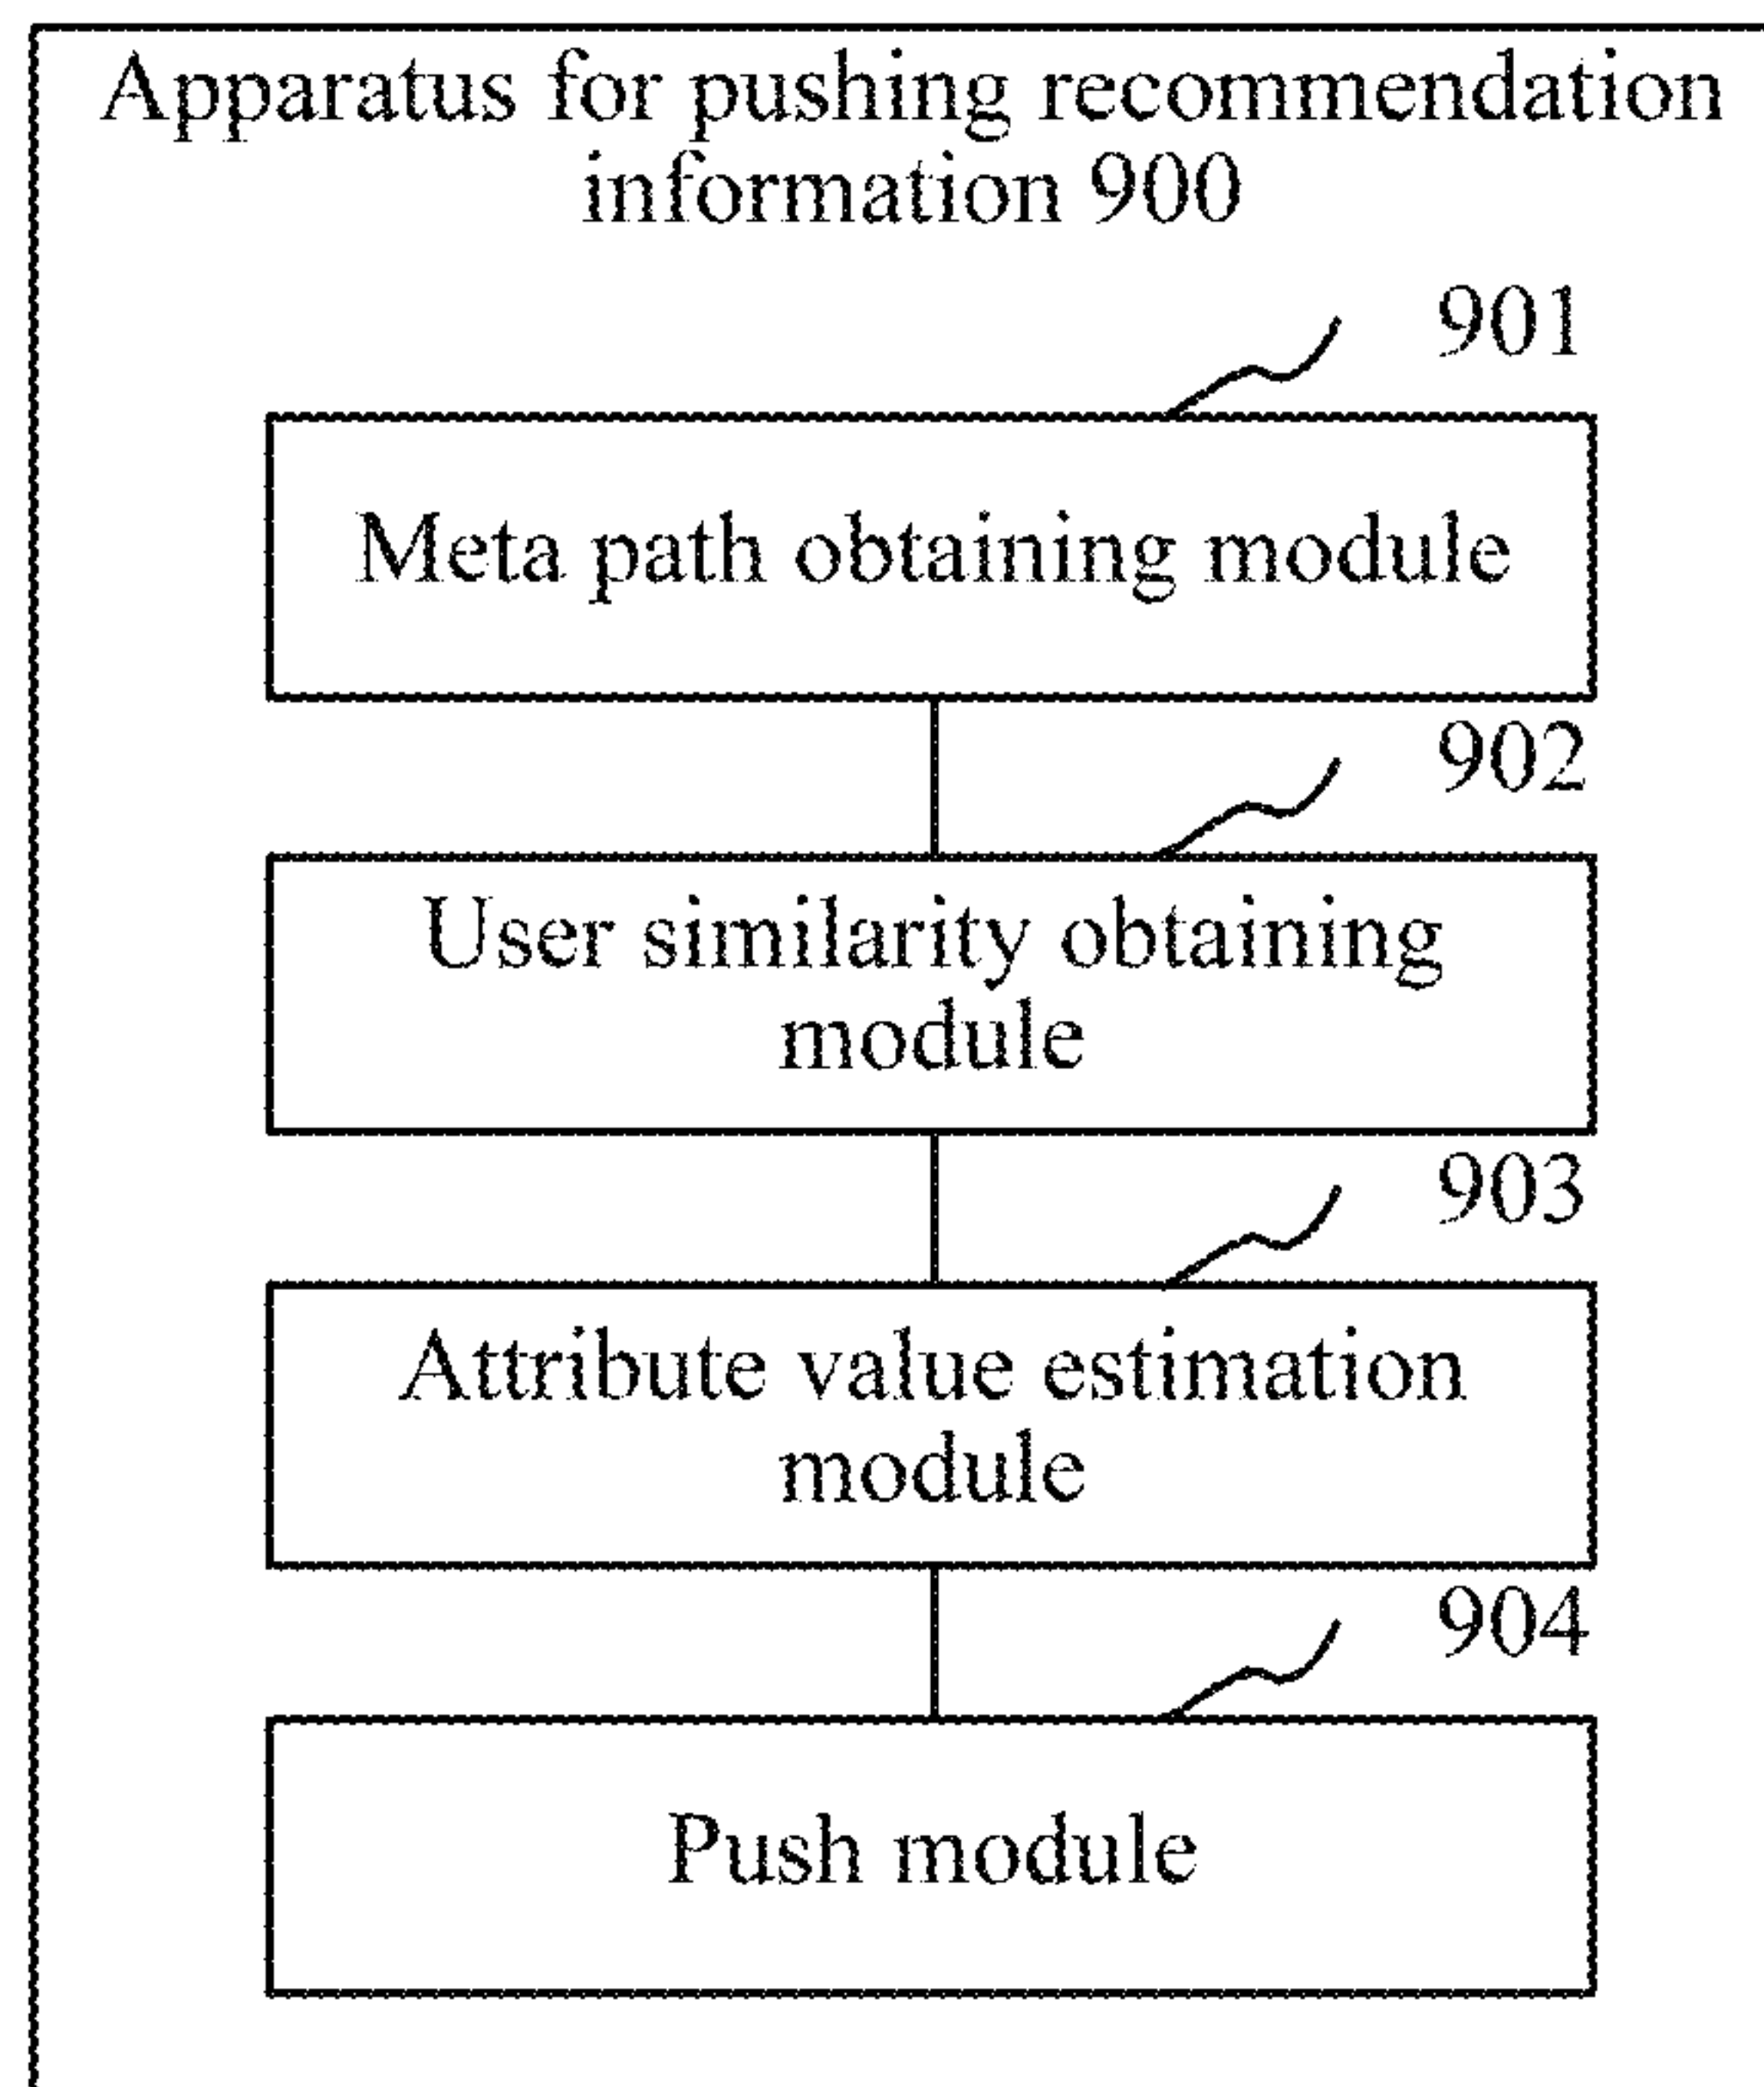 Apparatus for pushing recommendation
information 900
901
Meta path obtaining module
902
User similarity obtaining
module
903
Attribute value estimation
module
904
Push module